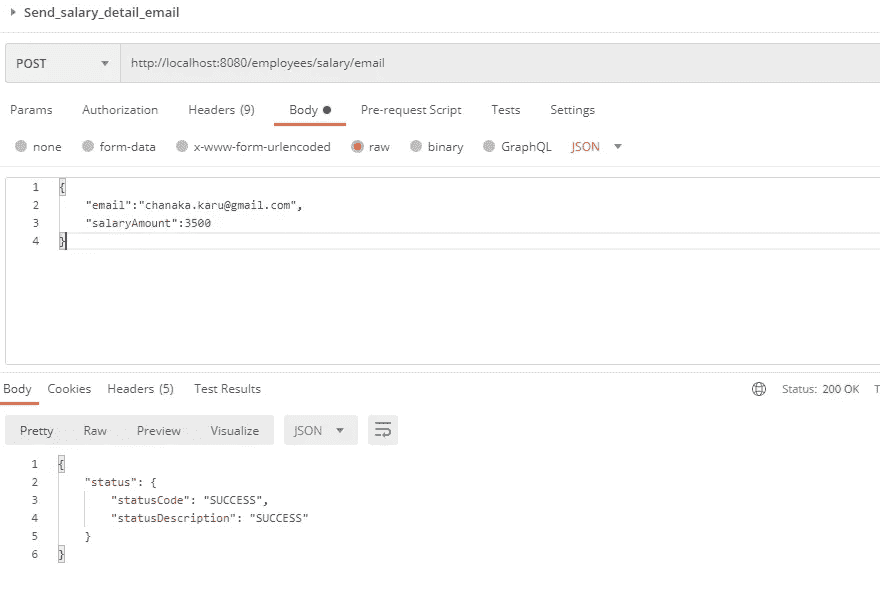 Send_salary_detail_email
POST http://localhost:8080/employees/salary/email
Params Authorization Headers (9) Body Pre-request Script Tests Settings
none form-data x-www-form-urlencoded raw binary GraphQL JSON
1 {
2 "email":"chanaka.karu@gmail.com",
3 "salaryAmount":3500
4 }
Body Cookies Headers (5) Test Results Status: 200 OK T
Pretty Raw Preview Visualize JSON
1 {
2 "status": {
3 "statusCode": "SUCCESS",
4 "statusDescription": "SUCCESS"
5 }
6 }